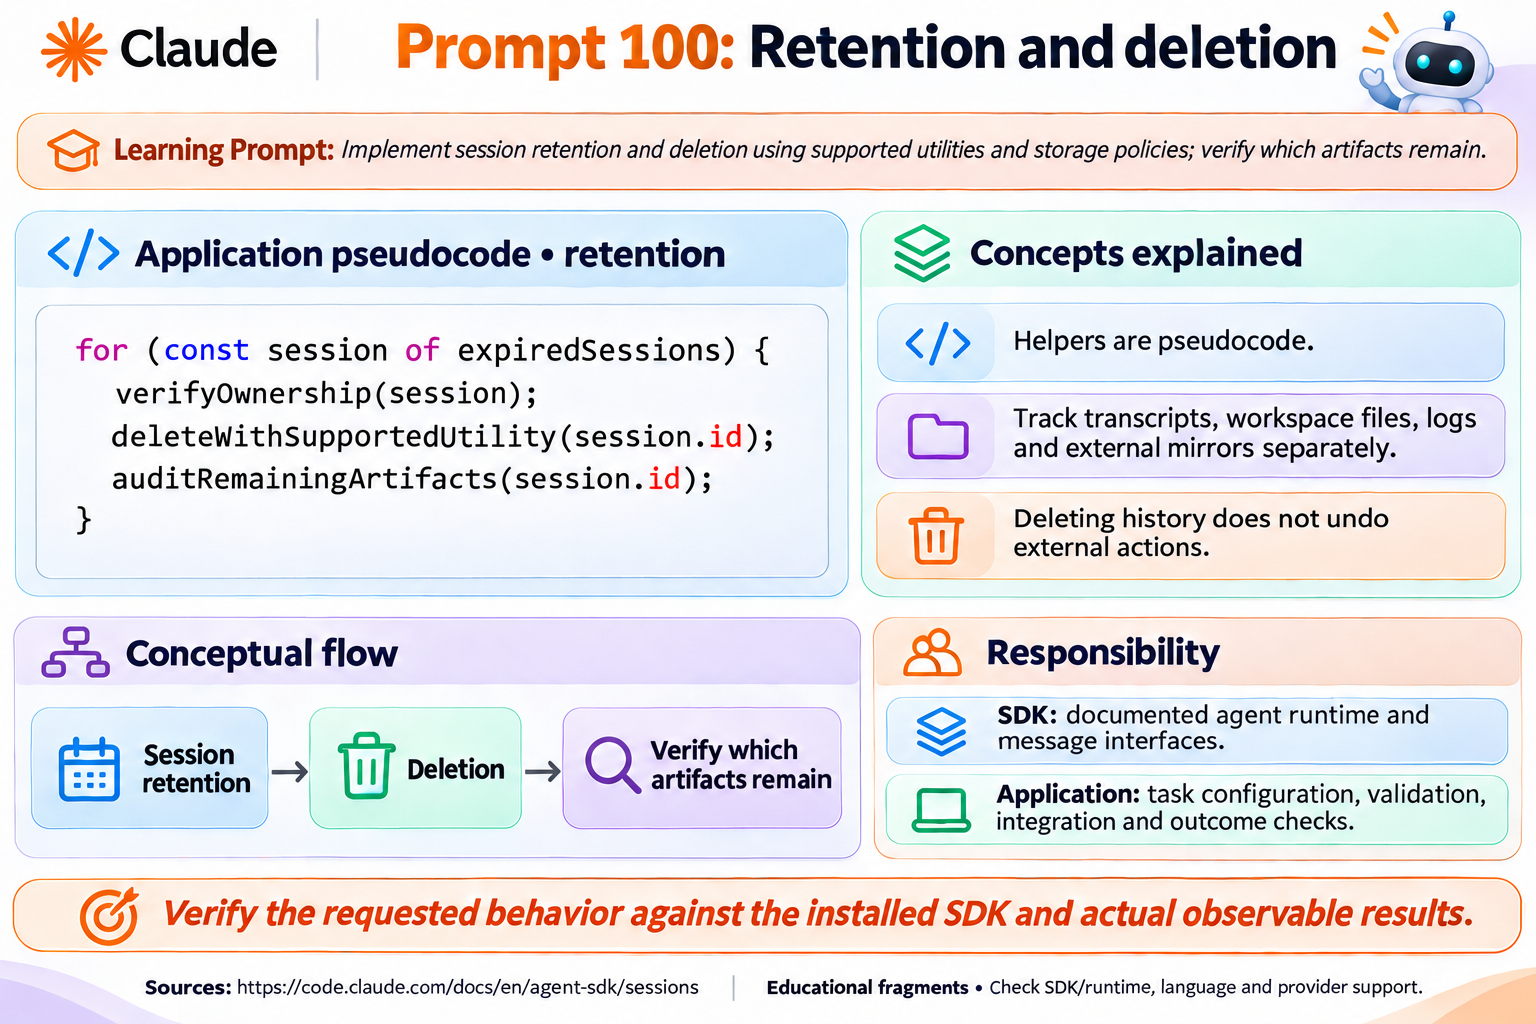 Claude
Prompt 100: Retention and deletion
Learning Prompt: Implement session retention and deletion using supported utilities and storage policies; verify which artifacts remain.
</> Application pseudocode • retention
for (const session of expiredSessions) {
verifyOwnership(session);
deleteWithSupportedUtility(session.id);
auditRemainingArtifacts(session.id);
}
Concepts explained
</> Helpers are pseudocode.
Track transcripts, workspace files, logs
and external mirrors separately.
Deleting history does not undo
external actions.
Conceptual flow
Session
retention
Deletion
Verify which
artifacts remain
Responsibility
SDK: documented agent runtime and
message interfaces.
Application: task configuration, validation,
integration and outcome checks.
Verify the requested behavior against the installed SDK and actual observable results.
Sources: https://code.claude.com/docs/en/agent-sdk/sessions
Educational fragments • Check SDK/runtime, language and provider support.